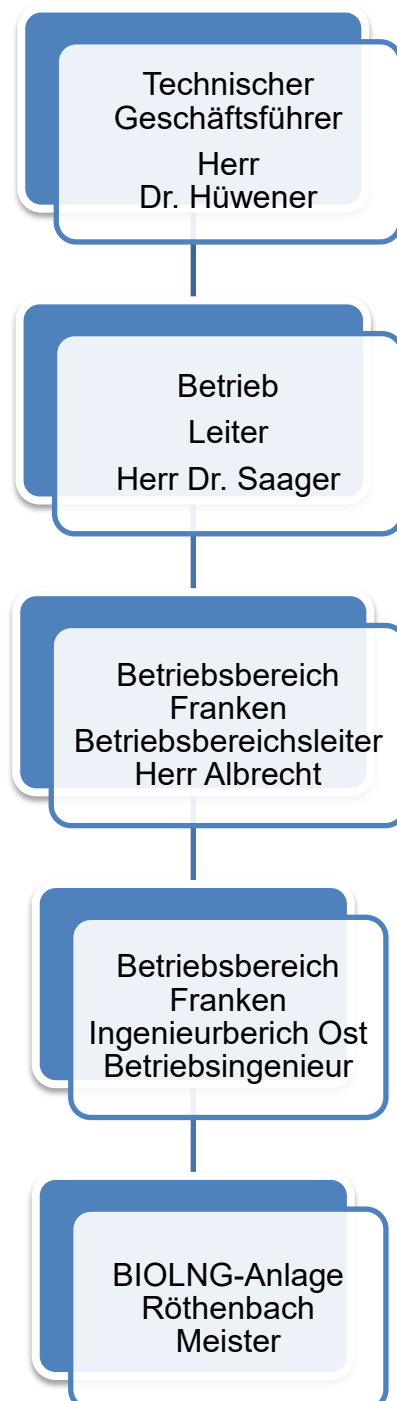 Technischer
Geschäftsführer
Herr
Dr. Hüwener
Betrieb
Leiter
Herr Dr. Saager
Betriebsbereich
Franken
Betriebsbereichsleiter
Herr Albrecht
Betriebsbereich
Franken
Ingenieurberich Ost
Betriebsingenieur
BIOLNG-Anlage
Röthenbach
Meister